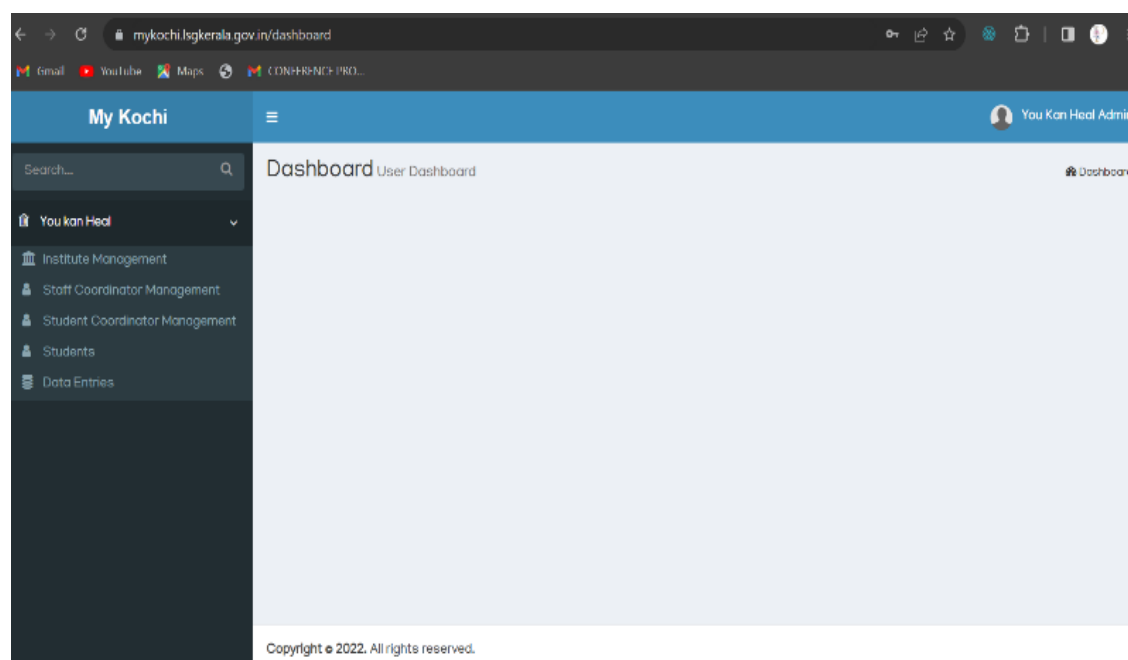 mykochi.lsgkerala.gov.in/dashboard
Gmail YouTube Maps CONFERENCE PRO...
My Kochi
You Kan Heal Admin
Search...
Dashboard User Dashboard
Dashboard
You kan Heal
Institute Management
Staff Coordinator Management
Student Coordinator Management
Students
Data Entries
Copyright © 2022. All rights reserved.